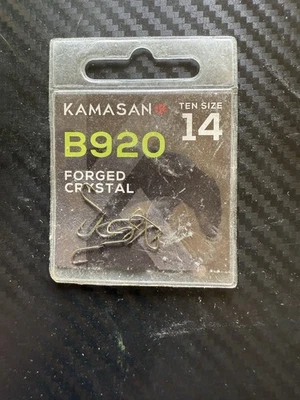 KAMASAN
TEN SIZE
14
B920
FORGED
CRYSTAL